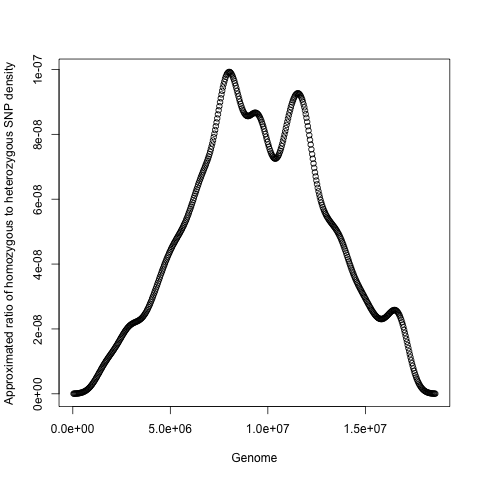 Approximated ratio of homozygous to heterozygous SNP density
1e-07
8e-08
6e-08
4e-08
2e-08
0e+00
0.0e+00 5.0e+06 1.0e+07 1.5e+07
Genome